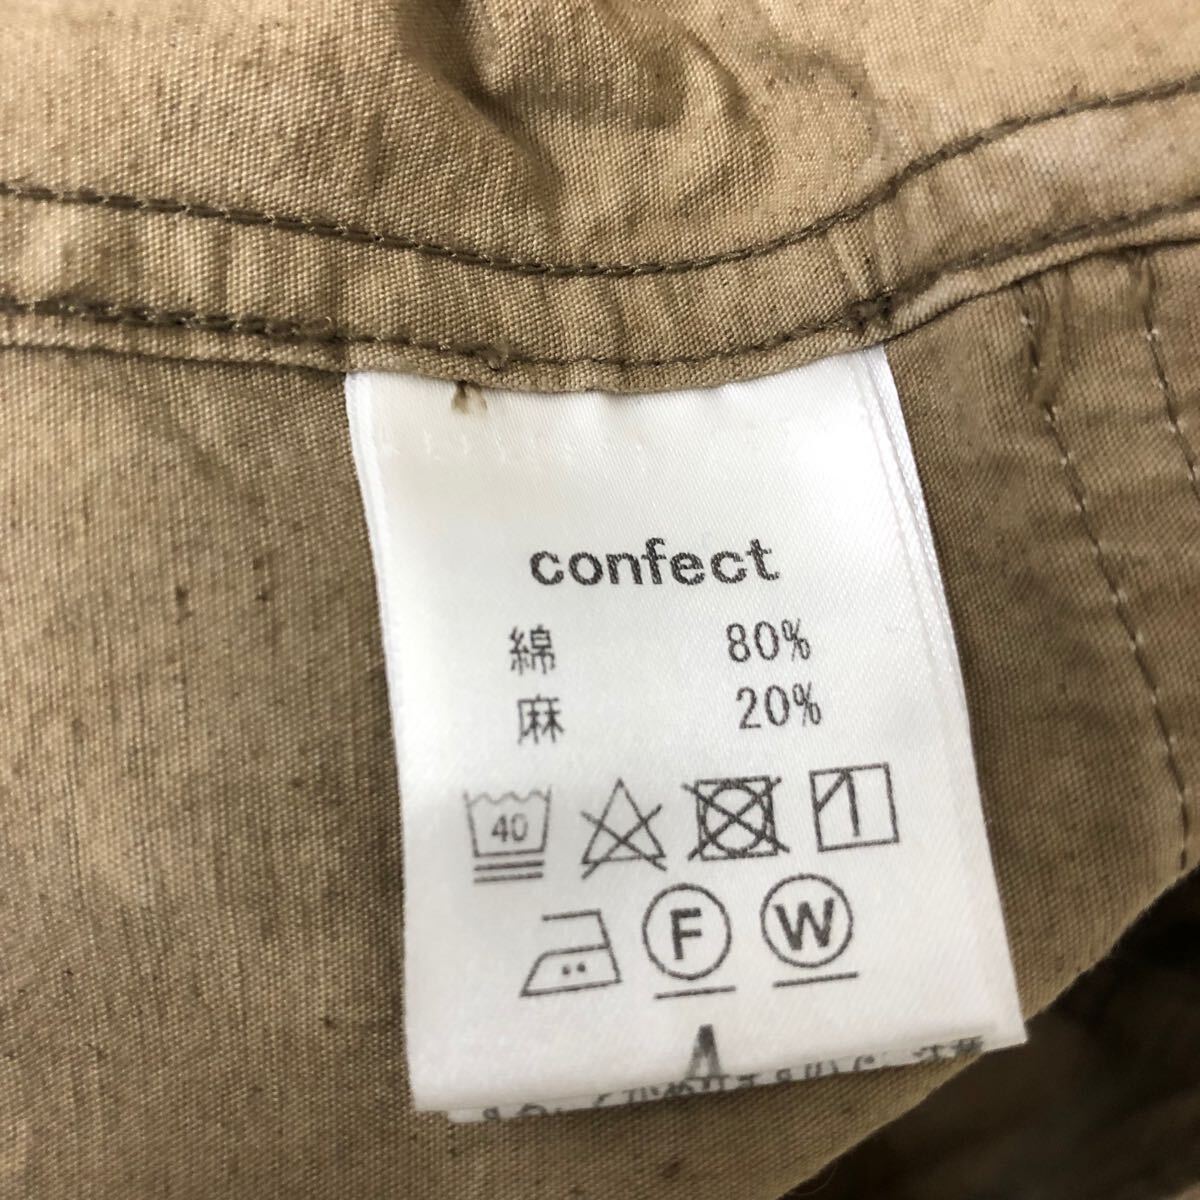 confect
綿 80%
麻 20%
40
F W